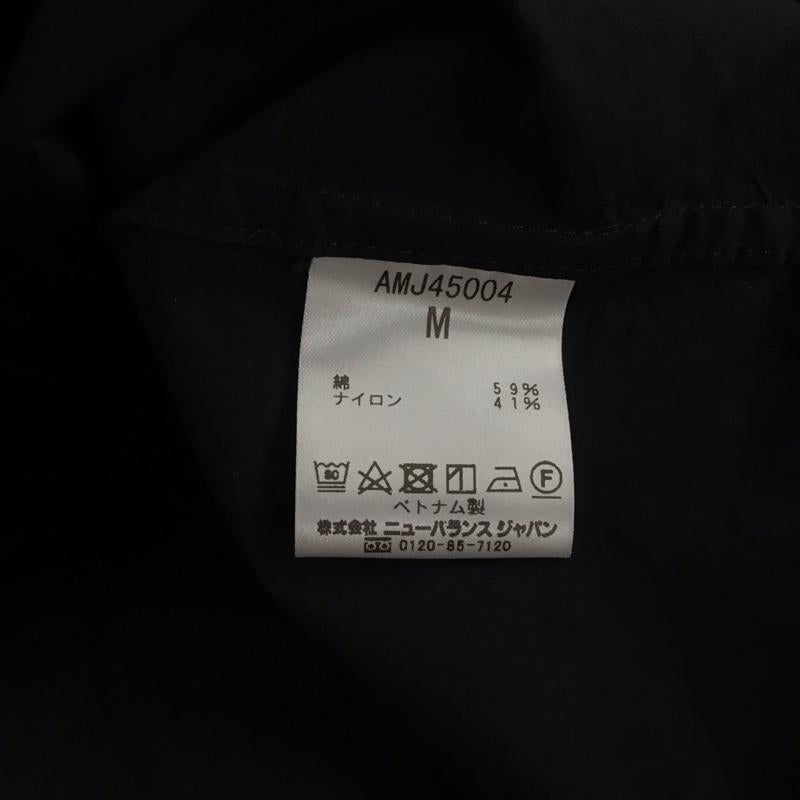 AMJ45004
M
綿 59%
ナイロン 41%
30
F
ベトナム製
株式会社 ニューバランス ジャパン
0120-85-7120